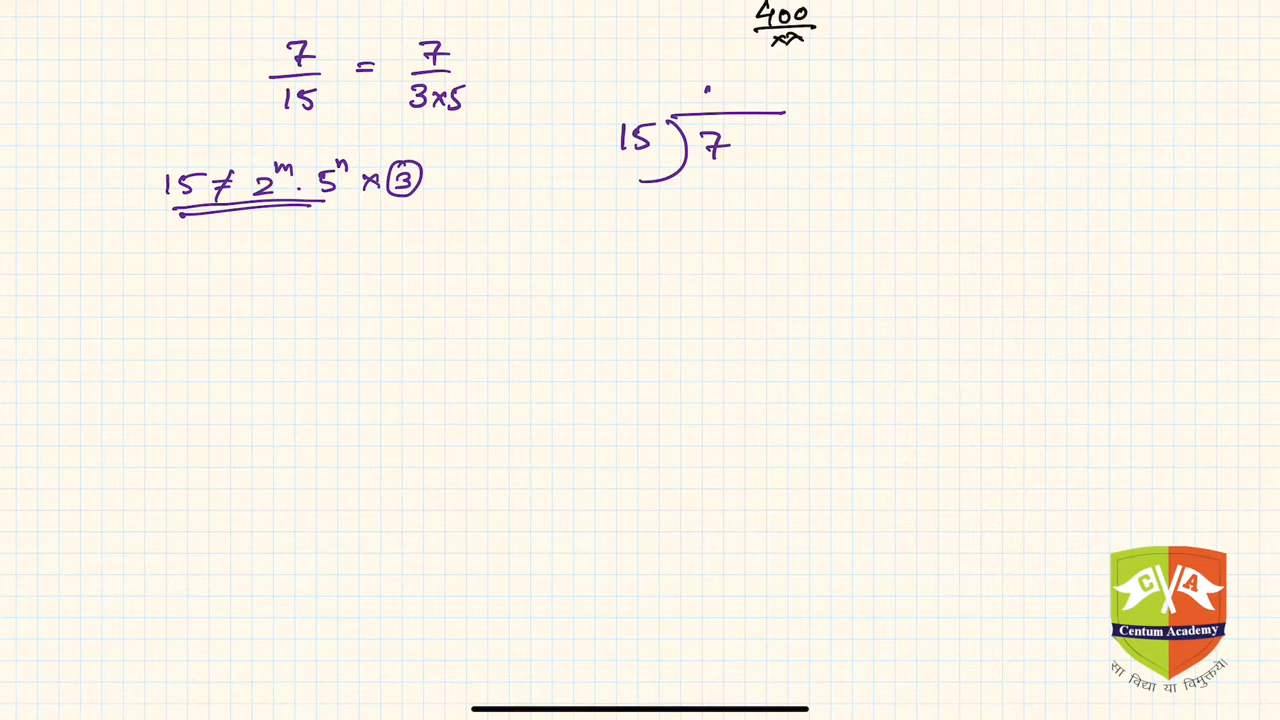 400
××
7/15 = 7/3×5
15)7
15 ≠ 2^m . 5^n × 3
C A
Centum Academy
सा विद्या या विमुक्तये